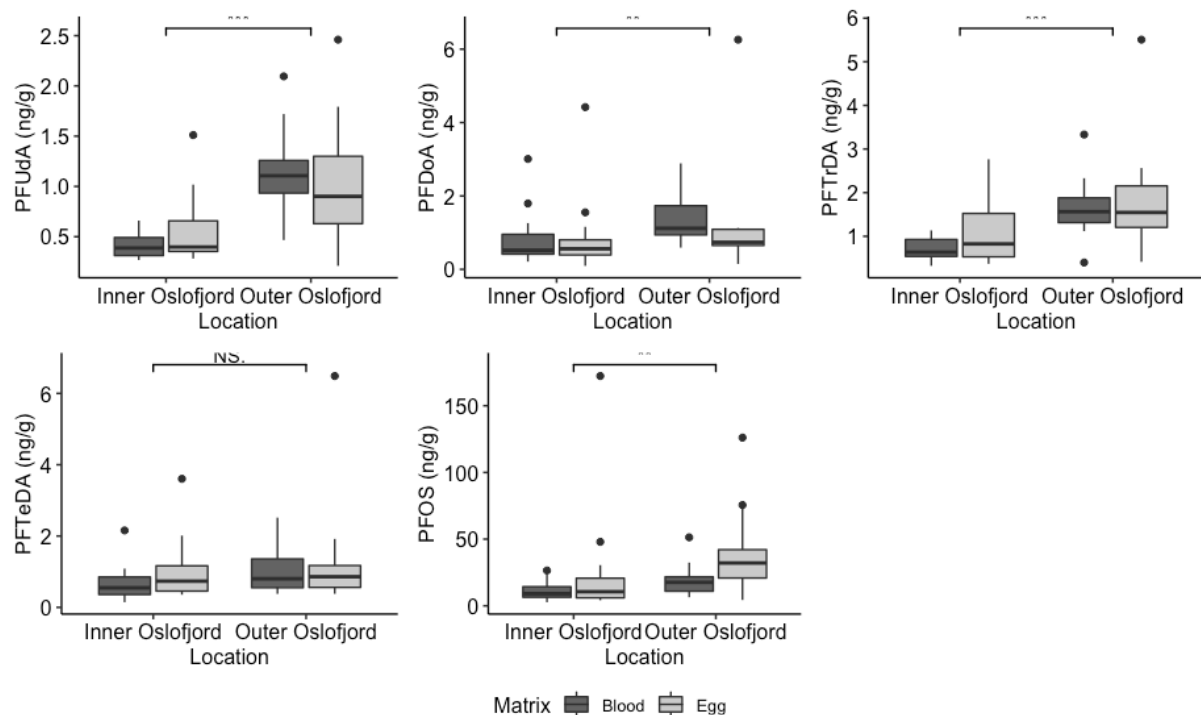 PFUdA (ng/g)
2.5
2.0
1.5
1.0
0.5
Inner Oslofjord Outer Oslofjord
Location
PFDoA (ng/g)
6
4
2
0
Inner Oslofjord Outer Oslofjord
Location
PFTrDA (ng/g)
6
5
4
3
2
1
Inner Oslofjord Outer Oslofjord
Location
NS.
PFTeDA (ng/g)
6
4
2
0
Inner Oslofjord Outer Oslofjord
Location
PFOS (ng/g)
150
100
50
0
Inner Oslofjord Outer Oslofjord
Location
Matrix Blood Egg